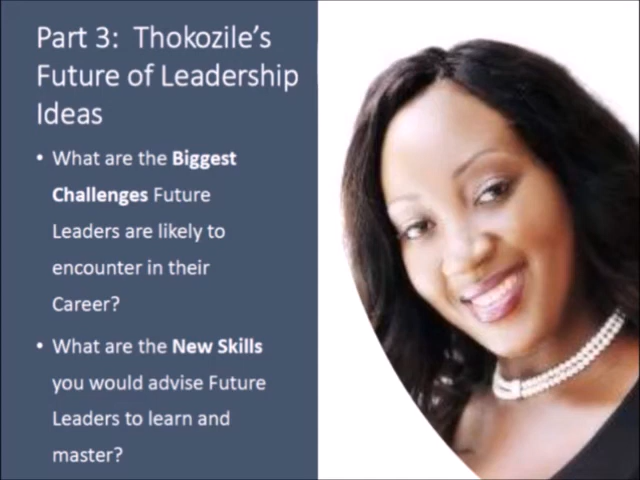 Part 3:  Thokozile’s
Future of Leadership
Ideas
• What are the Biggest
Challenges Future
Leaders are likely to
encounter in their
Career?
• What are the New Skills
you would advise Future
Leaders to learn and
master?